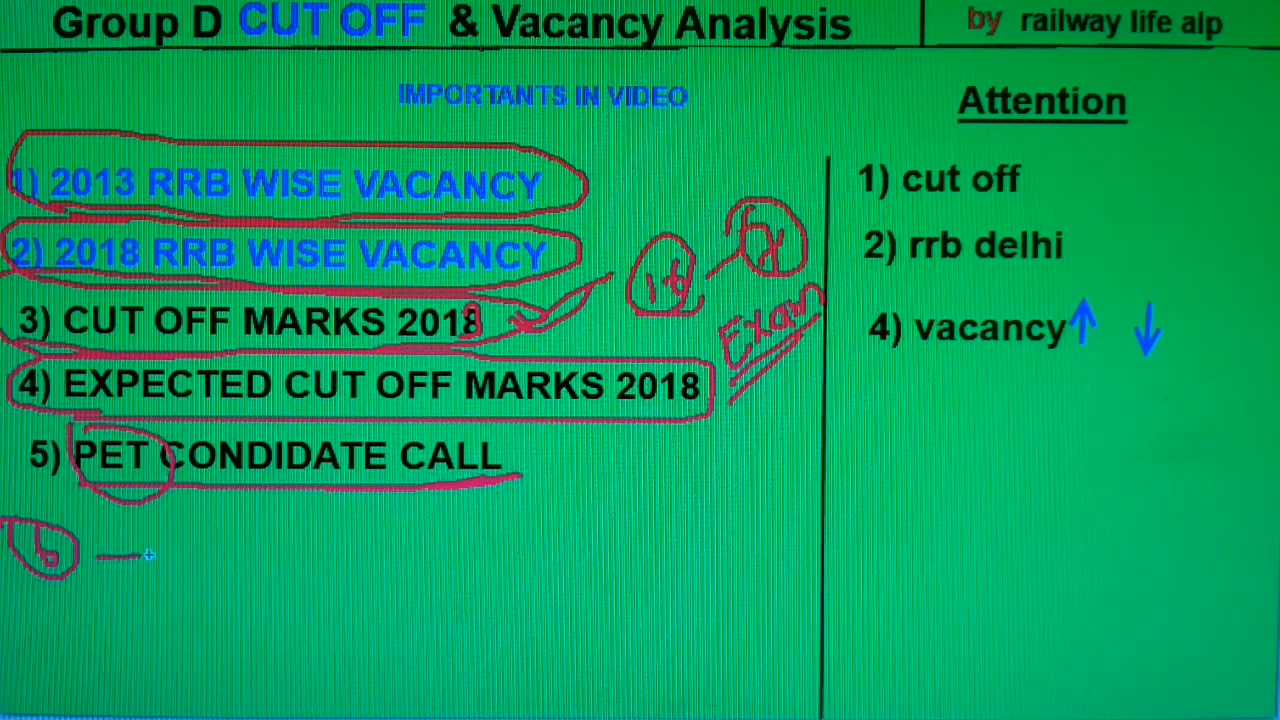 Group D CUT OFF & Vacancy Analysis
by railway life alp
IMPORTANTS IN VIDEO
1) 2013 RRB WISE VACANCY
2) 2018 RRB WISE VACANCY
3) CUT OFF MARKS 2018
4) EXPECTED CUT OFF MARKS 2018
5) PET CONDIDATE CALL
Exam
Attention
1) cut off
2) rrb delhi
4) vacancy